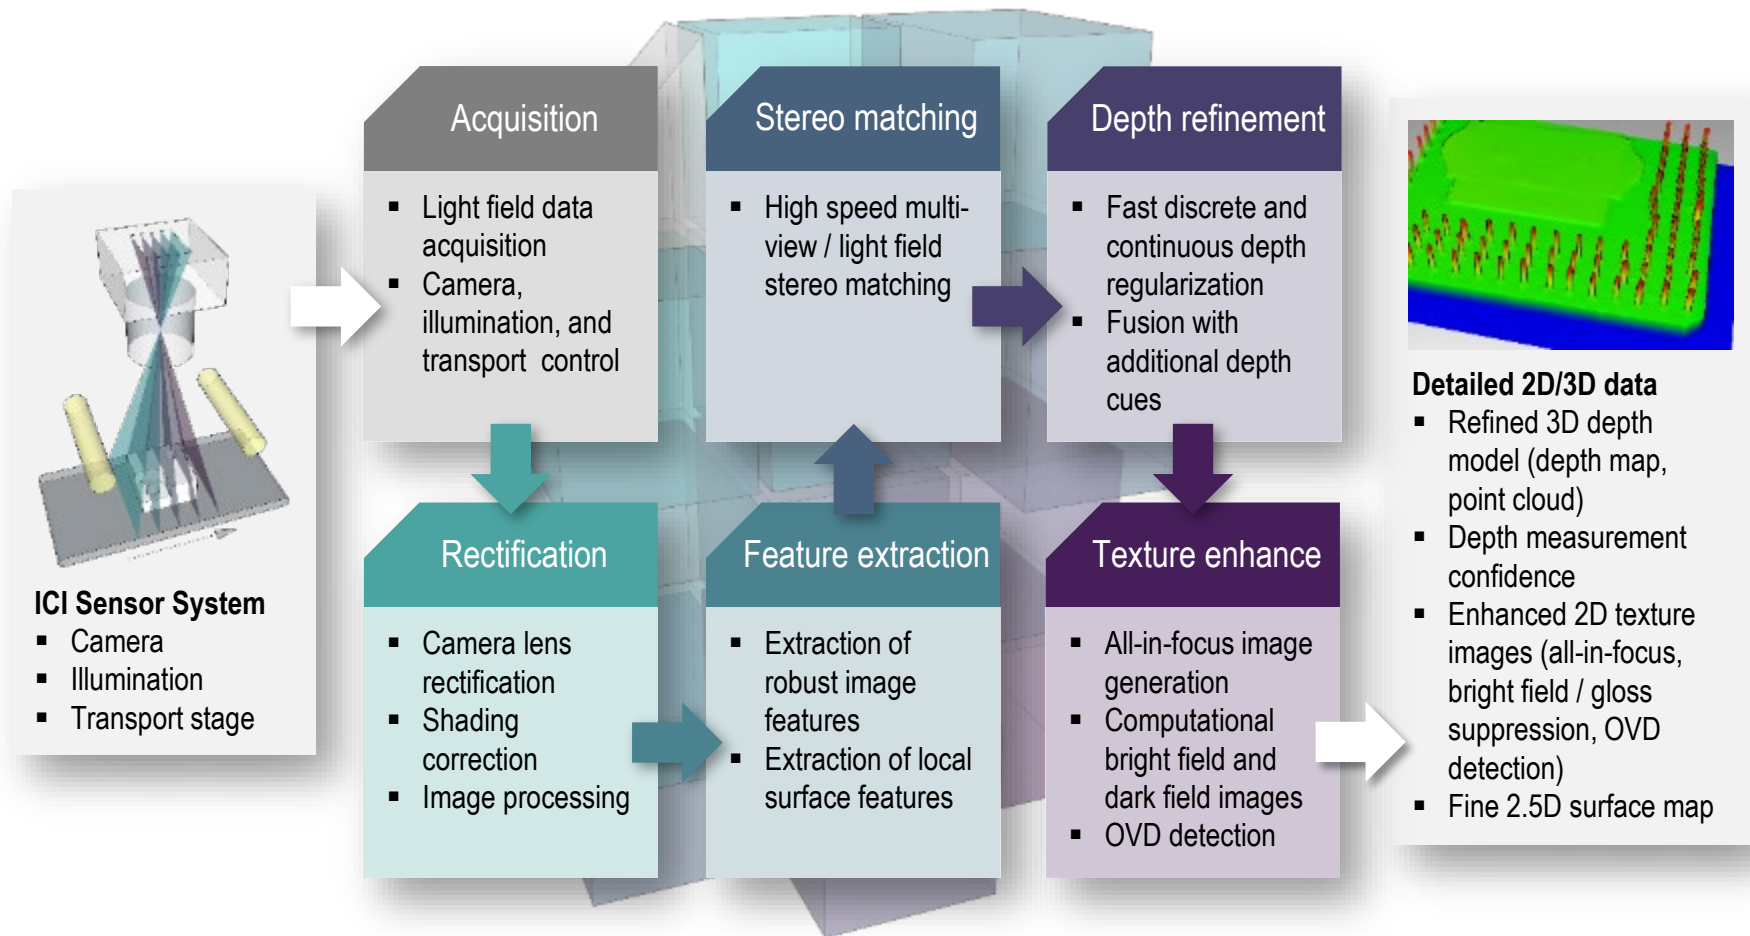 ICI Sensor System
▪ Camera
▪ Illumination
▪ Transport stage
Acquisition
▪ Light field data
acquisition
▪ Camera,
illumination, and
transport control
Rectification
▪ Camera lens
rectification
▪ Shading
correction
▪ Image processing
Feature extraction
▪ Extraction of
robust image
features
▪ Extraction of local
surface features
Stereo matching
▪ High speed multi-
view / light field
stereo matching
Depth refinement
▪ Fast discrete and
continuous depth
regularization
▪ Fusion with
additional depth
cues
Texture enhance
▪ All-in-focus image
generation
▪ Computational
bright field and
dark field images
▪ OVD detection
Detailed 2D/3D data
▪ Refined 3D depth
model (depth map,
point cloud)
▪ Depth measurement
confidence
▪ Enhanced 2D texture
images (all-in-focus,
bright field / gloss
suppression, OVD
detection)
▪ Fine 2.5D surface map